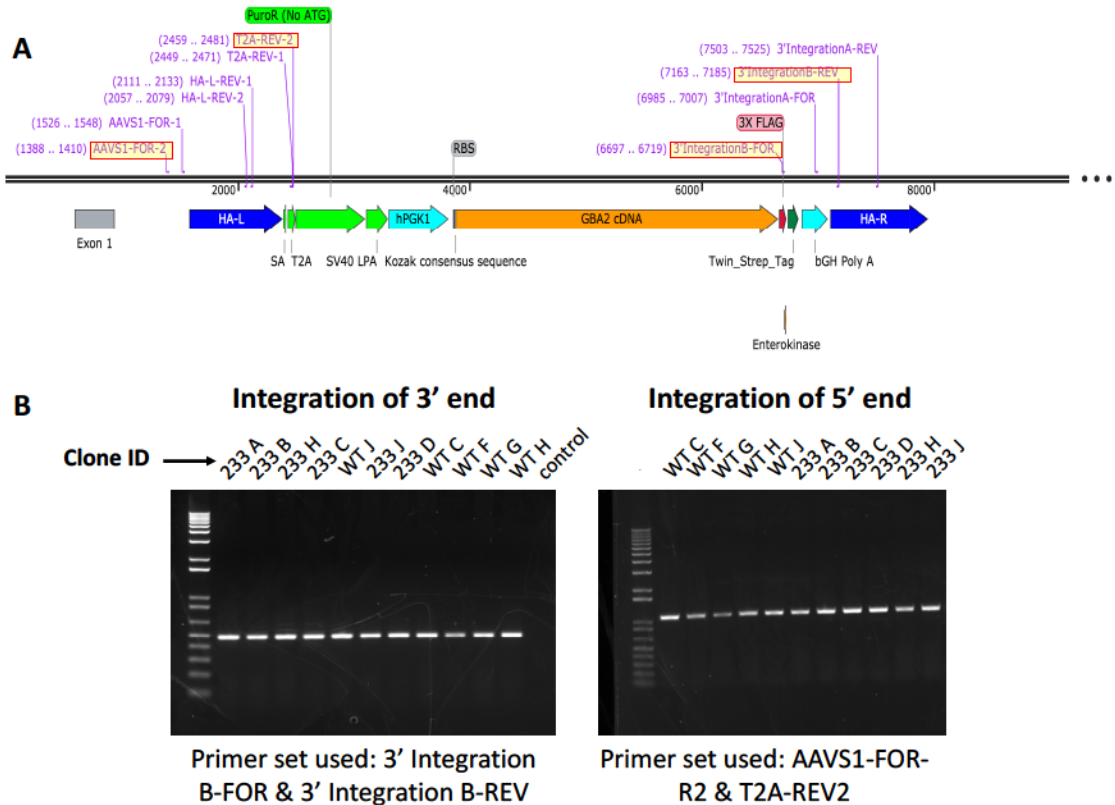 A
PuroR (No ATG)
(2459 .. 2481) T2A-REV-2
(2449 .. 2471) T2A-REV-1
(2111 .. 2133) HA-L-REV-1
(2057 .. 2079) HA-L-REV-2
(1526 .. 1548) AAVS1-FOR-1
(1388 .. 1410) AAVS1-FOR-2
RBS
(7503 .. 7525) 3'IntegrationA-REV
(7163 .. 7185) 3'IntegrationB-REV
(6985 .. 7007) 3'IntegrationA-FOR
3X FLAG
(6697 .. 6719) 3'IntegrationB-FOR
2000 4000 6000 8000
HA-L hPGK1 GBA2 cDNA HA-R
Exon 1
SA T2A SV40 LPA Kozak consensus sequence Twin_Strep_Tag bGH Poly A
Enterokinase
B
Integration of 3' end
Clone ID
233 A 233 B 233 H 233 C WT J 233 J 233 D WT C WT F WT G WT H control
Primer set used: 3' Integration
B-FOR & 3' Integration B-REV
Integration of 5' end
WT C WT F WT G WT H WT J 233 A 233 B 233 C 233 D 233 H 233 J
Primer set used: AAVS1-FOR-
R2 & T2A-REV2